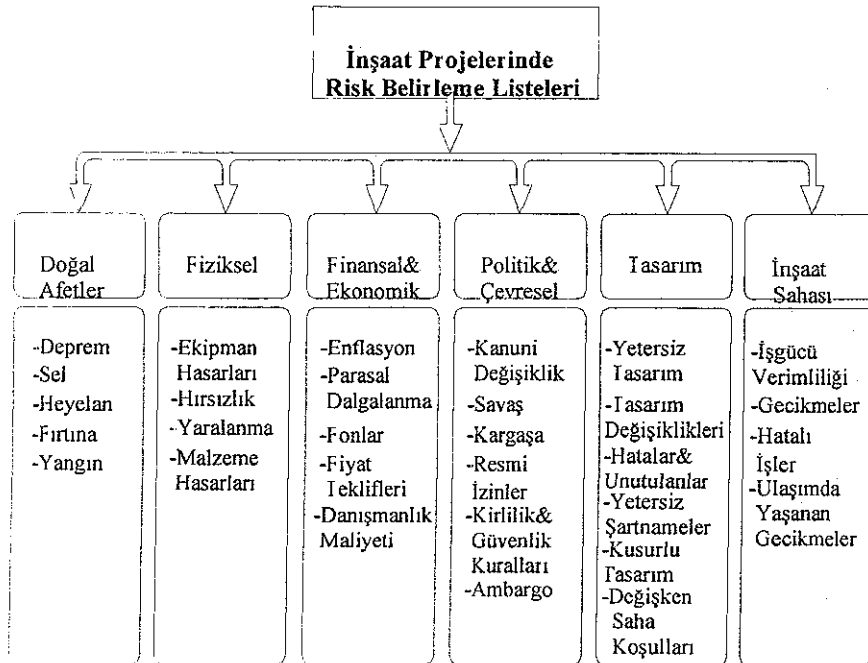 İnşaat Projelerinde
Risk Belirleme Listeleri
Doğal
Afetler
-Deprem
-Sel
-Heyelan
-Fırtına
-Yangın
Fiziksel
-Ekipman
Hasarları
-Hırsızlık
-Yaralanma
-Malzeme
Hasarları
Finansal&
Ekonomik
-Enflasyon
-Parasal
Dalgalanma
-Fonlar
-Fiyat
Teklifleri
-Danışmanlık
Maliyeti
Politik&
Çevresel
-Kanuni
Değişiklik
-Savaş
-Kargaşa
-Resmi
İzinler
-Kirlilik&
Güvenlik
Kuralları
-Ambargo
Tasarım
-Yetersiz
Tasarım
-Tasarım
Değişiklikleri
-Hatalar&
Unutulanlar
-Yetersiz
Şartnameler
-Kusurlu
Tasarım
-Değişken
Saha
Koşulları
İnşaat
Sahası
-İşgücü
Verimliliği
-Gecikmeler
-Hatalı
İşler
-Ulaşımda
Yaşanan
Gecikmeler